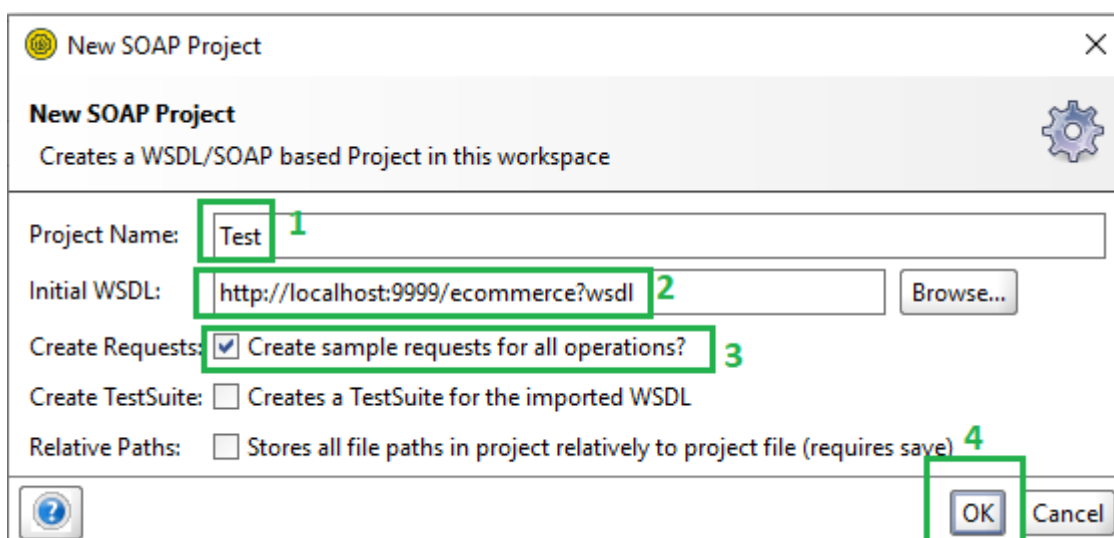 New SOAP Project
New SOAP Project
Creates a WSDL/SOAP based Project in this workspace
Project Name: Test 1
Initial WSDL: http://localhost:9999/ecommerce?wsdl 2 Browse...
Create Requests: Create sample requests for all operations? 3
Create TestSuite: Creates a TestSuite for the imported WSDL
Relative Paths: Stores all file paths in project relatively to project file (requires save) 4
? OK Cancel